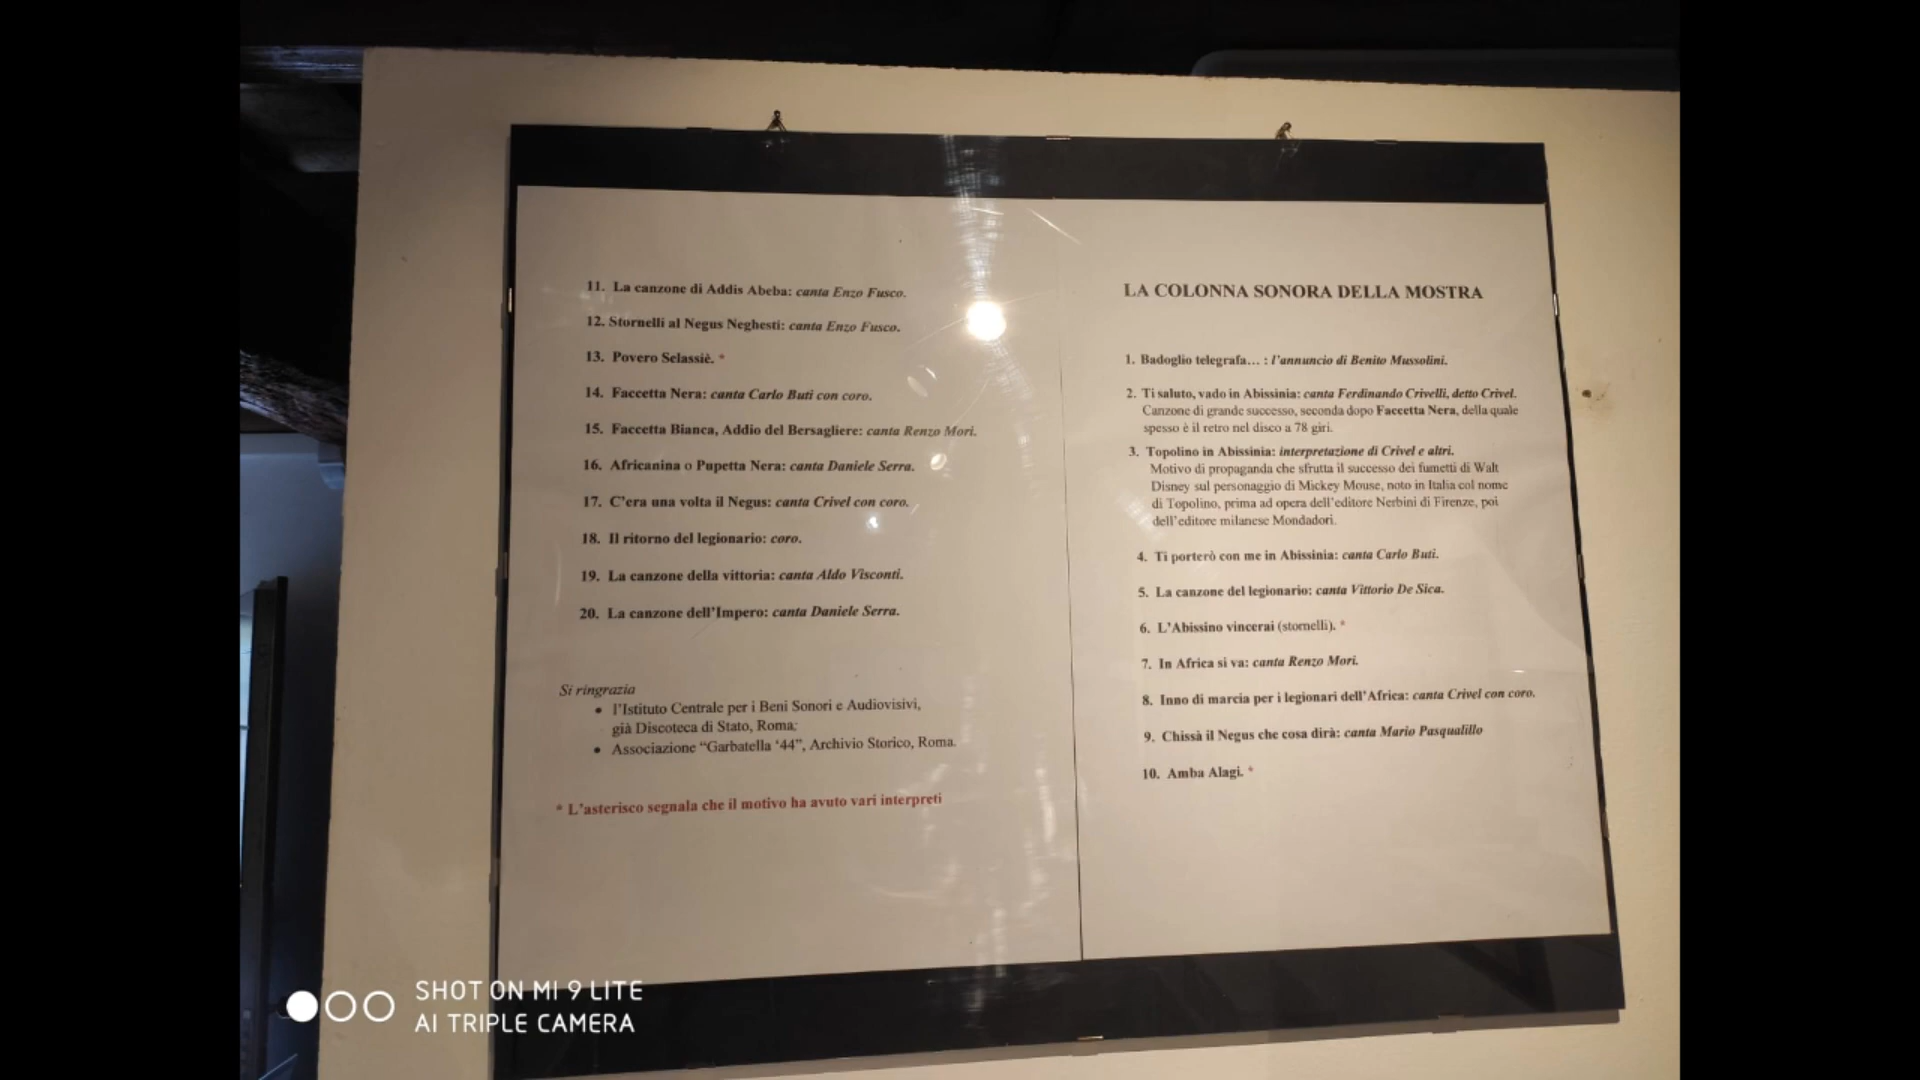 11. La canzone di Addis Abeba: canta Enzo Fusco.
12. Stornelli al Negus Neghesti: canta Enzo Fusco.
13. Povero Selassiè. *
14. Faccetta Nera: canta Carlo Buti con coro.
15. Faccetta Bianca, Addio del Bersagliere: canta Renzo Mori.
16. Africanina o Pupetta Nera: canta Daniele Serra.
17. C'era una volta il Negus: canta Crivel con coro.
18. Il ritorno del legionario: coro.
19. La canzone della vittoria: canta Aldo Visconti.
20. La canzone dell'Impero: canta Daniele Serra.
Si ringrazia
• l'Istituto Centrale per i Beni Sonori e Audiovisivi,
già Discoteca di Stato, Roma;
• Associazione "Garbatella '44", Archivio Storico, Roma.
* L'asterisco segnala che il motivo ha avuto vari interpreti
LA COLONNA SONORA DELLA MOSTRA
1. Badoglio telegrafa... : l'annuncio di Benito Mussolini.
2. Ti saluto, vado in Abissinia: canta Ferdinando Crivelli, detto Crivel.
Canzone di grande successo, seconda dopo Faccetta Nera, della quale
spesso è il retro nel disco a 78 giri.
3. Topolino in Abissinia: interpretazione di Crivel e altri.
Motivo di propaganda che sfrutta il successo dei fumetti di Walt
Disney sul personaggio di Mickey Mouse, noto in Italia col nome
di Topolino, prima ad opera dell'editore Nerbini di Firenze, poi
dell'editore milanese Mondadori.
4. Ti porterò con me in Abissinia: canta Carlo Buti.
5. La canzone del legionario: canta Vittorio De Sica.
6. L'Abissino vincerai (stornelli). *
7. In Africa si va: canta Renzo Mori.
8. Inno di marcia per i legionari dell'Africa: canta Crivel con coro.
9. Chissà il Negus che cosa dirà: canta Mario Pasqualillo
10. Amba Alagi. *
SHOT ON MI 9 LITE
AI TRIPLE CAMERA